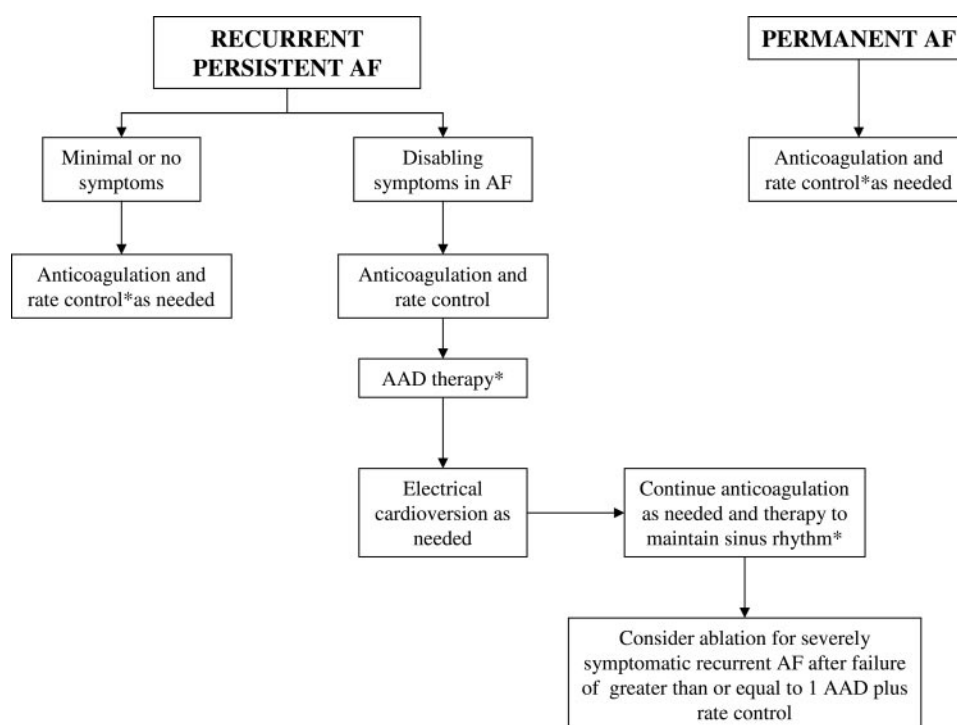 RECURRENT
PERSISTENT AF
PERMANENT AF
Minimal or no
symptoms
Disabling
symptoms in AF
Anticoagulation and
rate control*as needed
Anticoagulation and
rate control*as needed
Anticoagulation and
rate control
AAD therapy*
Electrical
cardioversion as
needed
Continue anticoagulation
as needed and therapy to
maintain sinus rhythm*
Consider ablation for severely
symptomatic recurrent AF after failure
of greater than or equal to 1 AAD plus
rate control